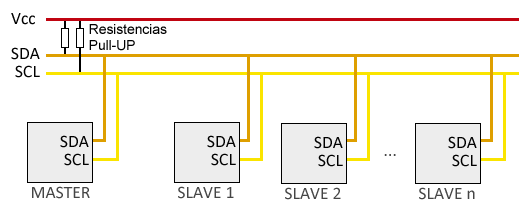 Vcc
Resistencias
Pull-UP
SDA
SCL
SDA
SCL
MASTER
SDA
SCL
SLAVE 1
SDA
SCL
SLAVE 2
...
SDA
SCL
SLAVE n